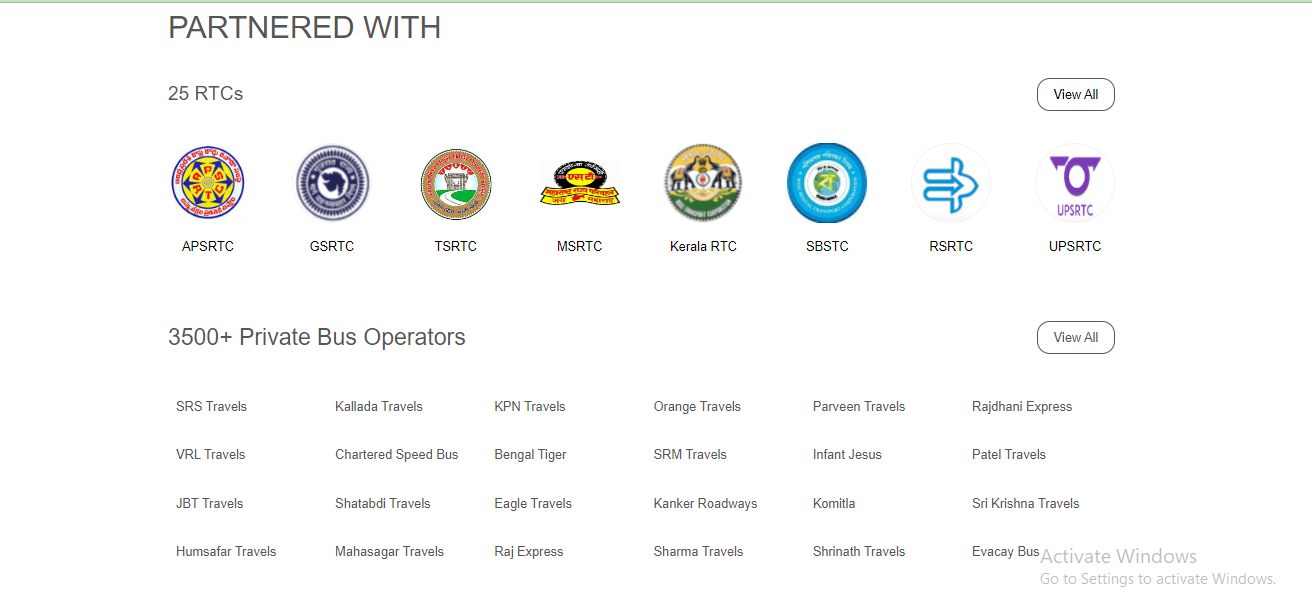 PARTNERED WITH
25 RTCs
View All
UPSRTC
APSRTC GSRTC TSRTC MSRTC Kerala RTC SBSTC RSRTC UPSRTC
3500+ Private Bus Operators
View All
SRS Travels Kallada Travels KPN Travels Orange Travels Parveen Travels Rajdhani Express
VRL Travels Chartered Speed Bus Bengal Tiger SRM Travels Infant Jesus Patel Travels
JBT Travels Shatabdi Travels Eagle Travels Kanker Roadways Komitla Sri Krishna Travels
Humsafar Travels Mahasagar Travels Raj Express Sharma Travels Shrinath Travels Evacay Bus
Activate Windows
Go to Settings to activate Windows.